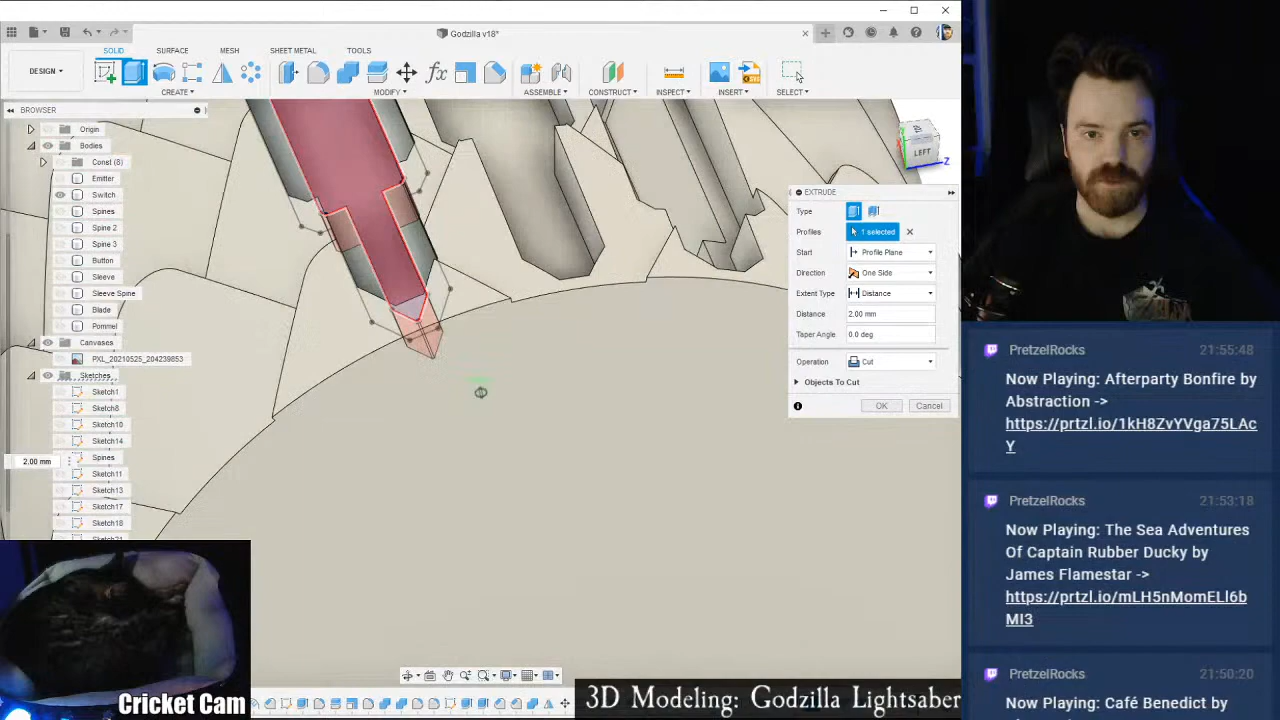 Godzilla v18*
SOLID SURFACE MESH SHEET METAL TOOLS
DESIGN
CREATE MODIFY ASSEMBLE CONSTRUCT INSPECT INSERT SELECT
BROWSER
Origin
Bodies
Const (8)
Emitter
Switch
Spines
Spine 2
Spine 3
Button
Sleeve
Sleeve Spine
Blade
Pommel
Canvases
PXL_20210525_204239853
Sketches
Sketch1
Sketch8
Sketch10
Sketch14
Spines
Sketch11
Sketch13
Sketch17
Sketch18
2.00 mm
LEFT
Z
EXTRUDE
Type
Profiles 1 selected
Start Profile Plane
Direction One Side
Extent Type Distance
Distance 2.00 mm
Taper Angle 0.0 deg
Operation Cut
Objects To Cut
OK Cancel
PretzelRocks 21:55:48
Now Playing: Afterparty Bonfire by
Abstraction ->
https://prtzl.io/1kH8ZvYVga75LAc
Y
PretzelRocks 21:53:18
Now Playing: The Sea Adventures
Of Captain Rubber Ducky by
James Flamestar ->
https://prtzl.io/mLH5nMomELl6b
MI3
PretzelRocks 21:50:20
Now Playing: Café Benedict by
Cricket Cam
3D Modeling: Godzilla Lightsaber